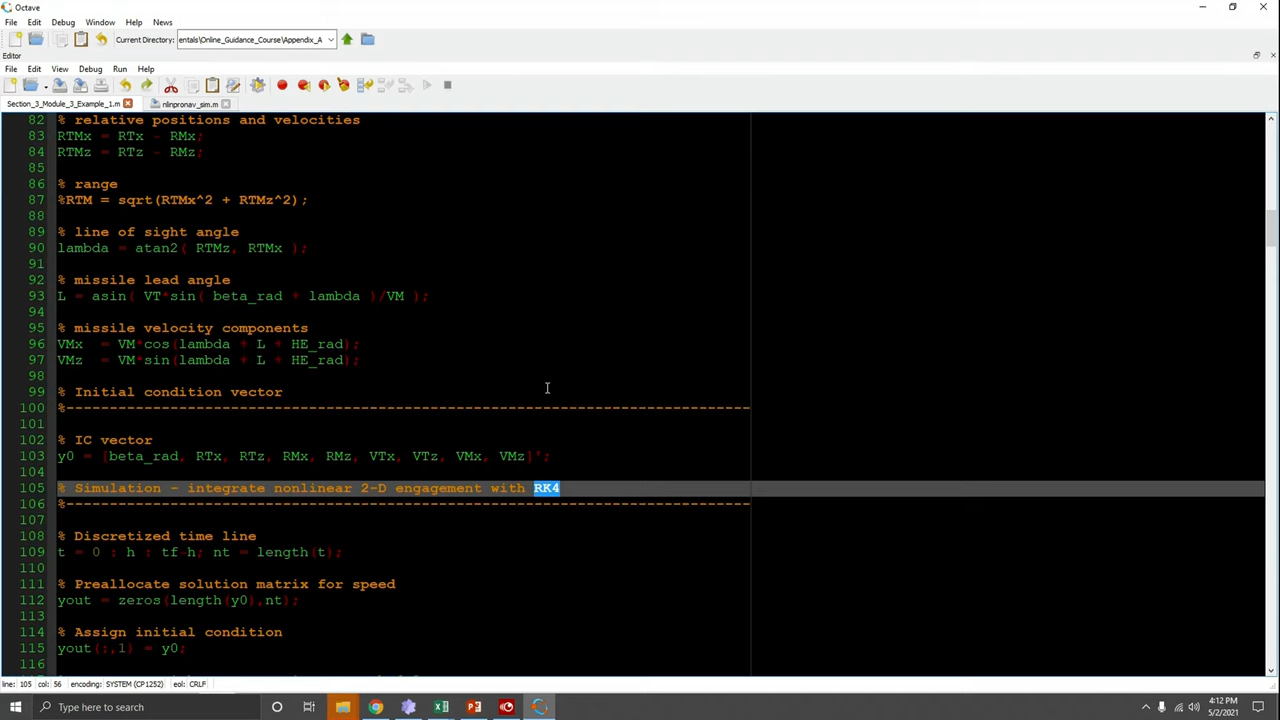 Octave
File Edit Debug Window Help News
Current Directory: entals\Online_Guidance_Course\Appendix_A
Editor
File Edit View Debug Run Help
Section_3_Module_3_Example_1.m nlinpronav_sim.m
82 % relative positions and velocities
83 RTMx = RTx - RMx;
84 RTMz = RTz - RMz;
85
86 % range
87 %RTM = sqrt(RTMx^2 + RTMz^2);
88
89 % line of sight angle
90 lambda = atan2( RTMz, RTMx );
91
92 % missile lead angle
93 L = asin( VT*sin( beta_rad + lambda )/VM );
94
95 % missile velocity components
96 VMx = VM*cos(lambda + L + HE_rad);
97 VMz = VM*sin(lambda + L + HE_rad);
98
99 % Initial condition vector
100 %--------------------------------------------------------------------------------
101
102 % IC vector
103 y0 = [beta_rad, RTx, RTz, RMx, RMz, VTx, VTz, VMx, VMz]';
104
105 % Simulation - integrate nonlinear 2-D engagement with RK4
106 %--------------------------------------------------------------------------------
107
108 % Discretized time line
109 t = 0 : h : tf-h; nt = length(t);
110
111 % Preallocate solution matrix for speed
112 yout = zeros(length(y0),nt);
113
114 % Assign initial condition
115 yout(:,1) = y0;
116
line: 105 col: 56 encoding: SYSTEM (CP1252) eol: CRLF
Type here to search
4:12 PM
5/2/2021